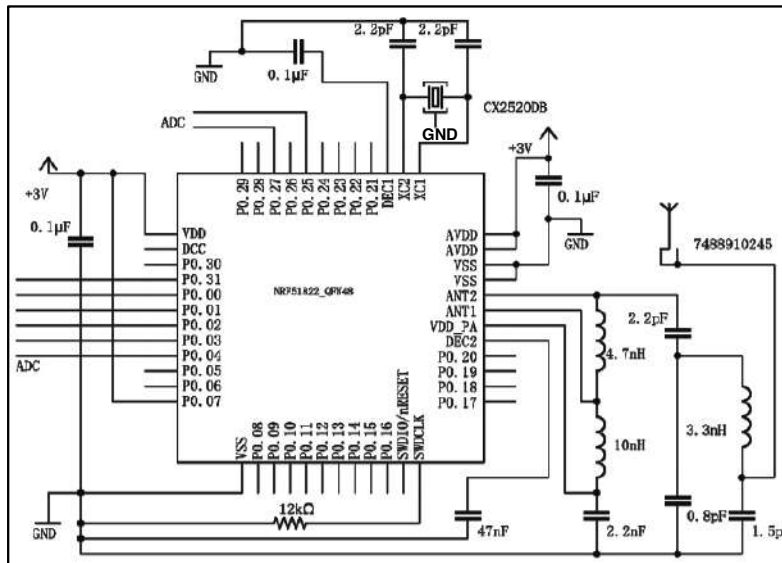 2.2pF 2.2pF
GND
0.1μF
CX2520DB
GND
ADC
+3V
+3V
0.1μF
0.1μF
GND
P0.29
P0.28
P0.27
P0.26
P0.25
P0.24
P0.23
P0.22
P0.21
DEC1
XC2
XC1
VDD
DCC
P0.30
P0.31
P0.00
P0.01
P0.02
P0.03
P0.04
P0.05
P0.06
P0.07
ADC
NR751822_QFN48
AVDD
AVDD
VSS
VSS
ANT2
ANT1
VDD_PA
DEC2
P0.20
P0.19
P0.18
P0.17
VSS
P0.08
P0.09
P0.10
P0.11
P0.12
P0.13
P0.14
P0.15
P0.16
SWDIO/nRESET
SWDCLK
7488910245
2.2pF
4.7nH
3.3nH
10nH
12kΩ
GND
47nF
2.2nF
0.8pF
1.5p